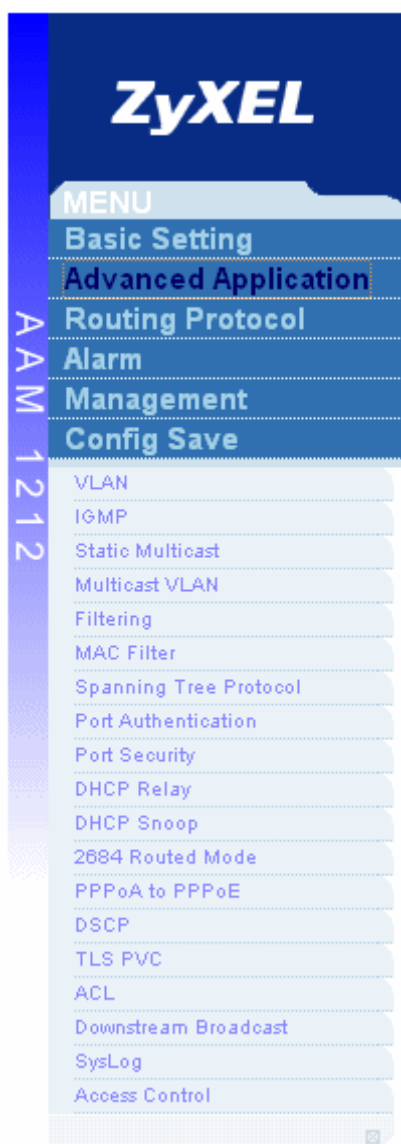 ZyXEL
MENU
Basic Setting
Advanced Application
Routing Protocol
Alarm
Management
Config Save
AAM 1212
VLAN
IGMP
Static Multicast
Multicast VLAN
Filtering
MAC Filter
Spanning Tree Protocol
Port Authentication
Port Security
DHCP Relay
DHCP Snoop
2684 Routed Mode
PPPoA to PPPoE
DSCP
TLS PVC
ACL
Downstream Broadcast
SysLog
Access Control